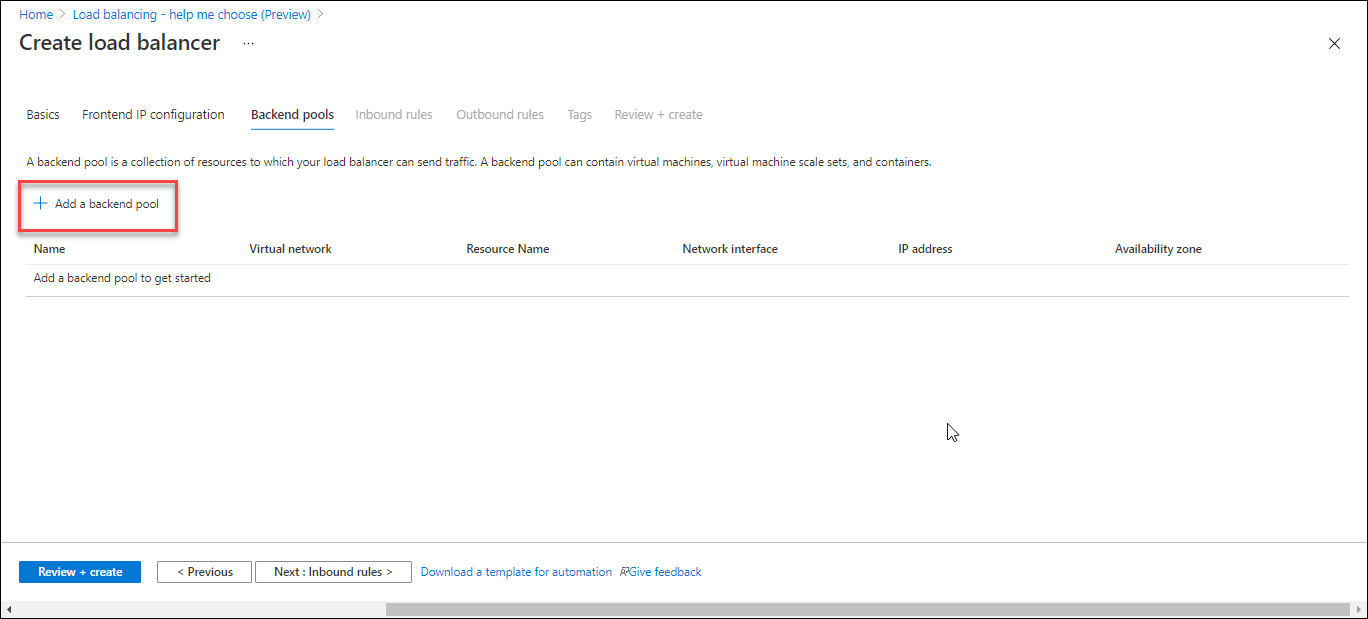 Home > Load balancing - help me choose (Preview) >
Create load balancer ...
Basics Frontend IP configuration Backend pools Inbound rules Outbound rules Tags Review + create
A backend pool is a collection of resources to which your load balancer can send traffic. A backend pool can contain virtual machines, virtual machine scale sets, and containers.
+ Add a backend pool
Name Virtual network Resource Name Network interface IP address Availability zone
Add a backend pool to get started
Review + create < Previous Next : Inbound rules > Download a template for automation Give feedback